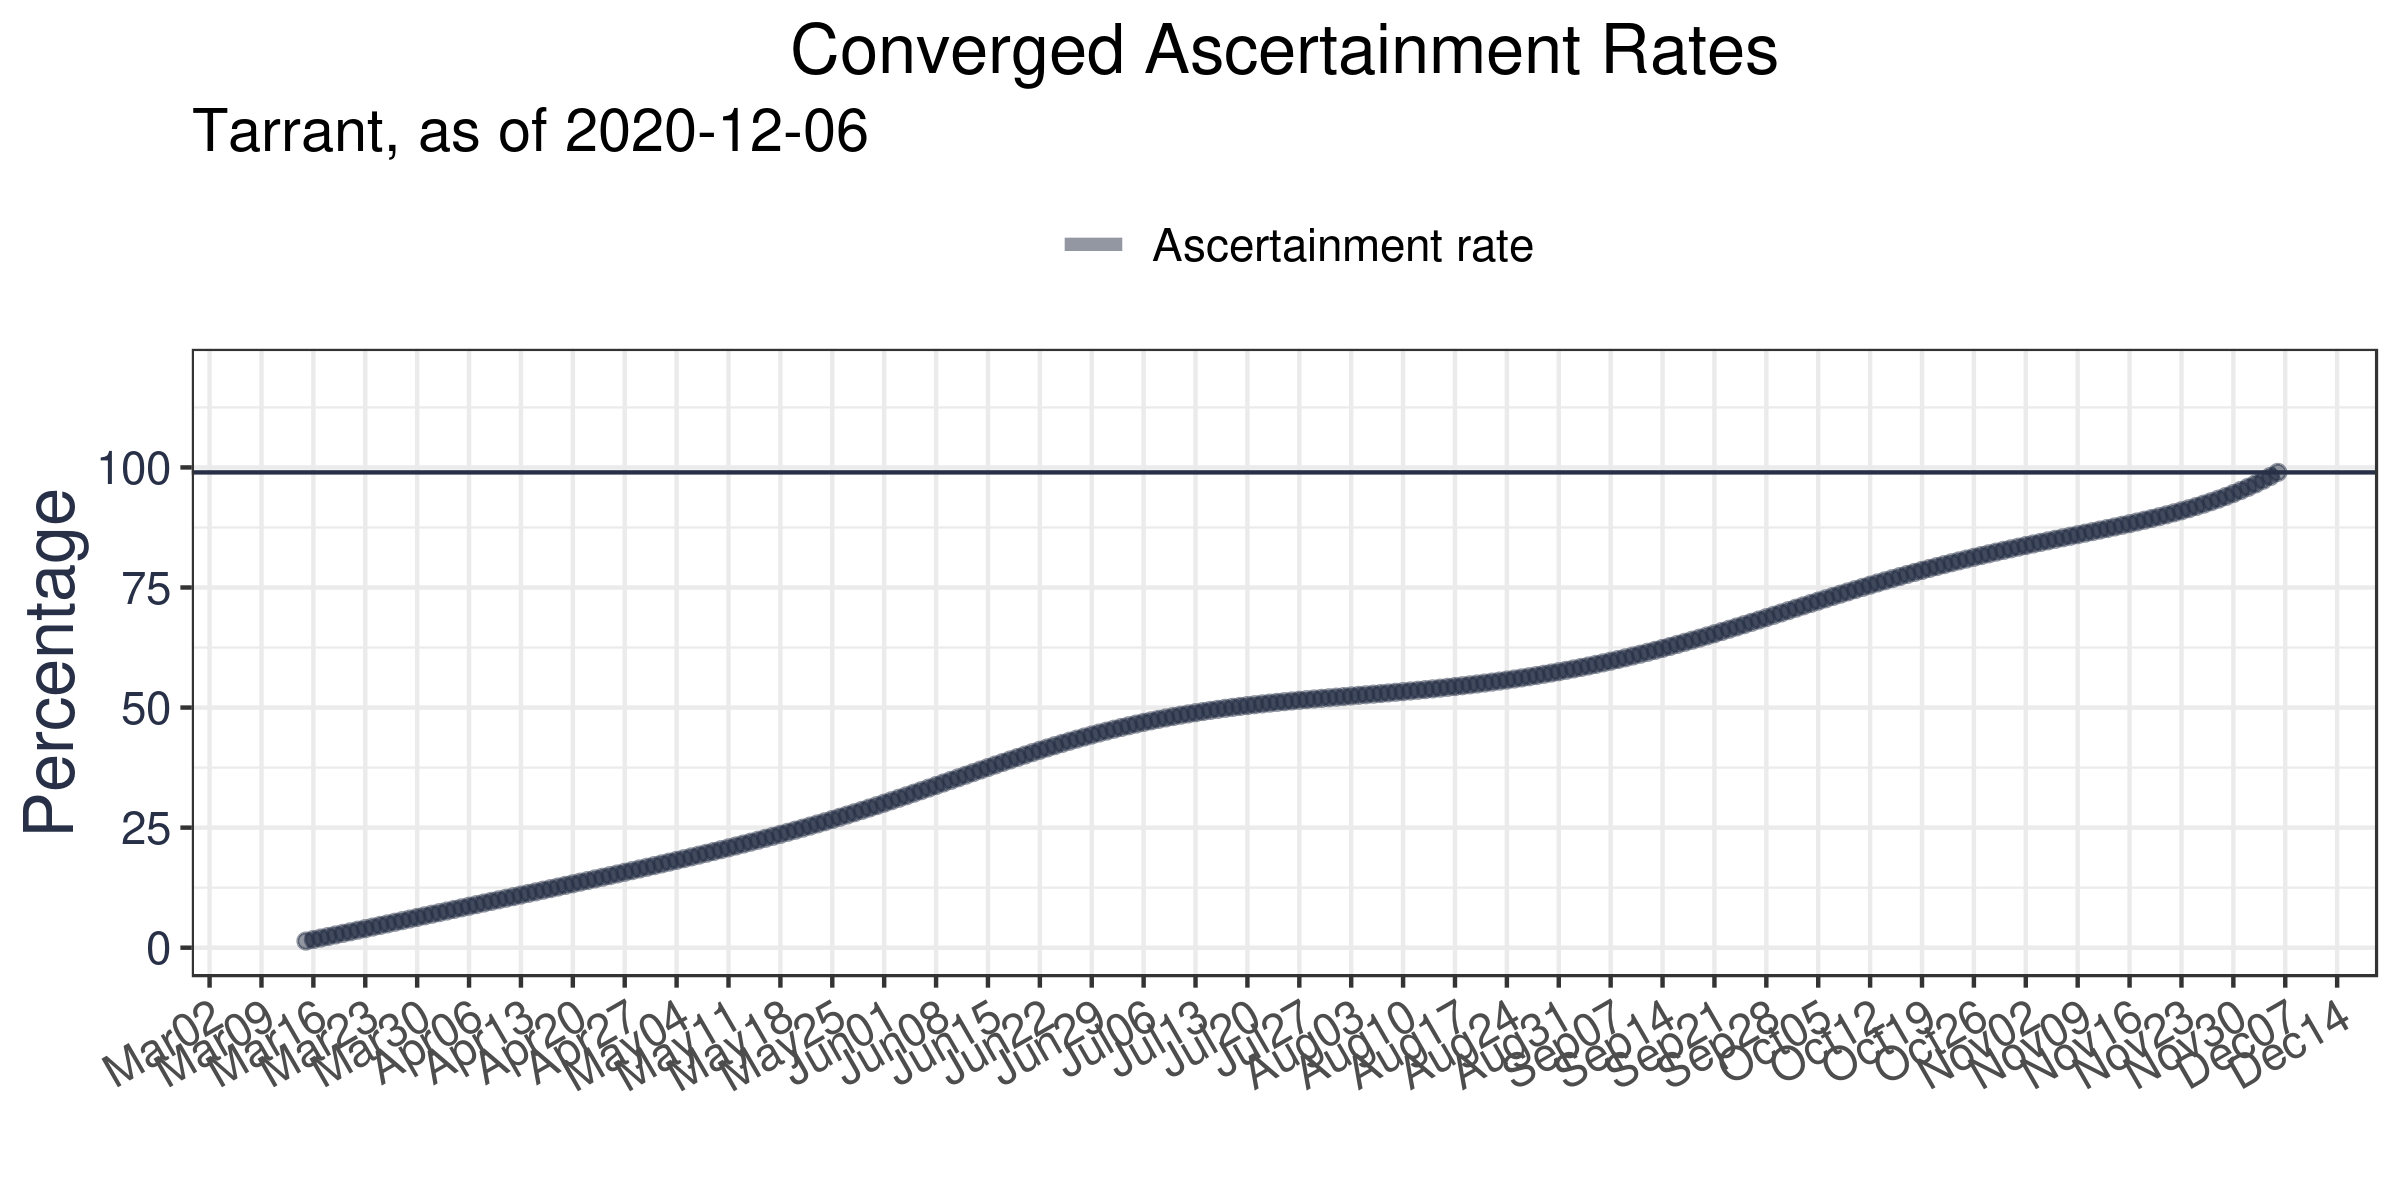 Converged Ascertainment Rates
Tarrant, as of 2020-12-06
Ascertainment rate
Percentage
100
75
50
25
0
Mar02
Mar09
Mar16
Mar23
Mar30
Apr06
Apr13
Apr20
Apr27
May04
May11
May18
May25
Jun01
Jun08
Jun15
Jun22
Jun29
Jul06
Jul13
Jul20
Jul27
Aug03
Aug10
Aug17
Aug24
Aug31
Sep07
Sep14
Sep21
Sep28
Oct05
Oct12
Oct19
Oct26
Nov02
Nov09
Nov16
Nov23
Nov30
Dec07
Dec14